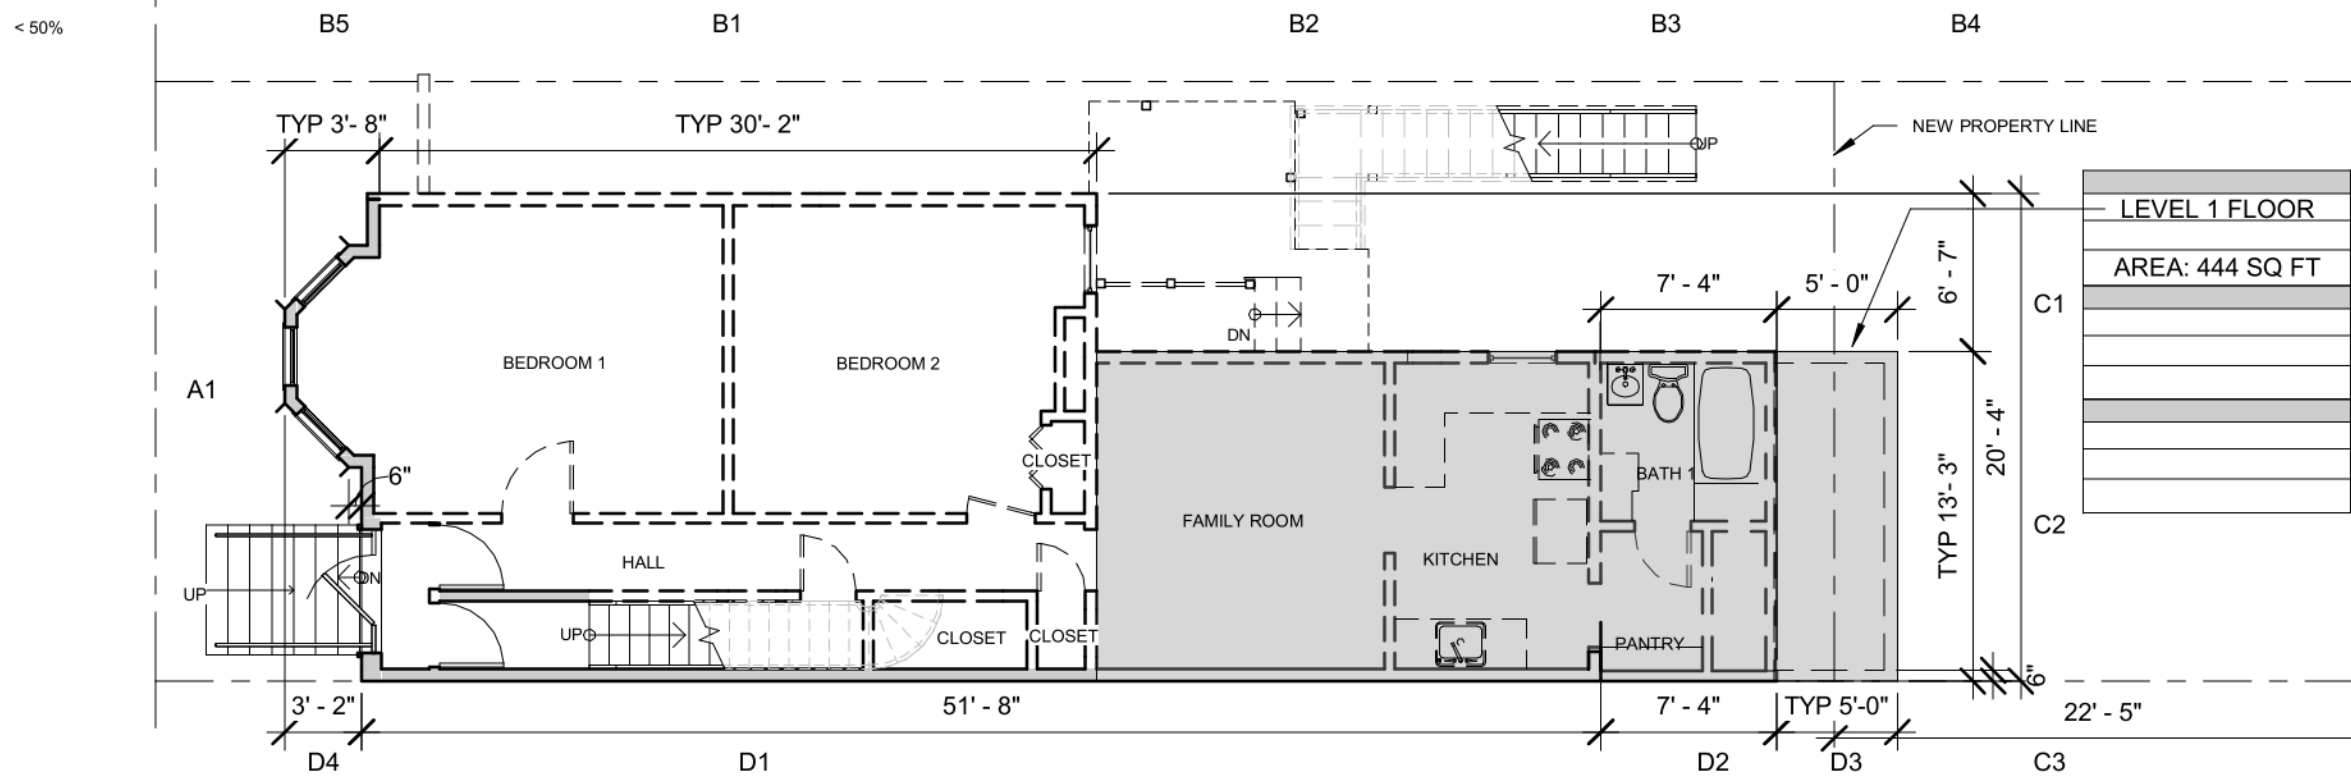 < 50%
B5
B1
B2
B3
B4
TYP 3'- 8"
TYP 30'- 2"
UP
NEW PROPERTY LINE
LEVEL 1 FLOOR
AREA: 444 SQ FT
7' - 4"
5' - 0"
6' - 7"
C1
DN
A1
BEDROOM 1
BEDROOM 2
CLOSET
6"
BATH 1
20' - 4"
TYP 13'- 3"
FAMILY ROOM
C2
HALL
KITCHEN
DN
UP
UP
CLOSET
CLOSET
PANTRY
6"
3' - 2"
51' - 8"
7' - 4"
TYP 5'-0"
22' - 5"
D4
D1
D2
D3
C3